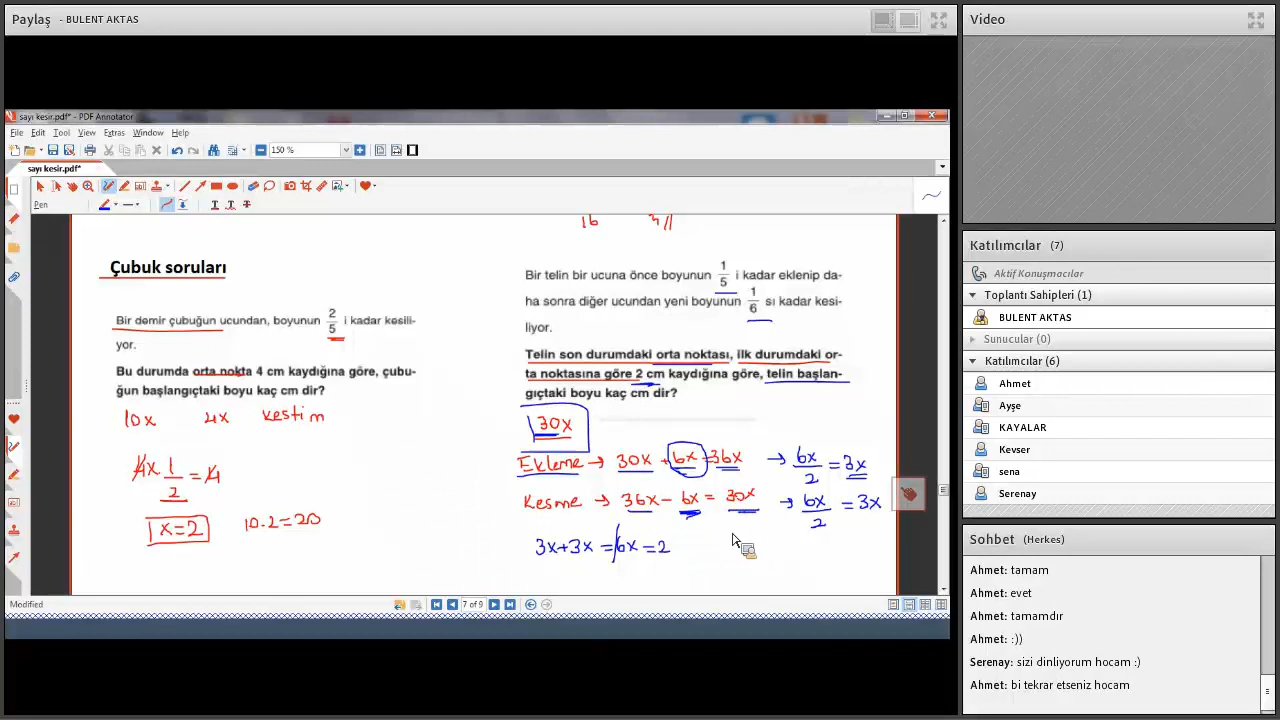 Paylaş - BULENT AKTAS
sayı kesir.pdf* - PDF Annotator
File Edit Tool View Extras Window Help
150 %
sayı kesir.pdf*
Pen
16
Çubuk soruları
Bir demir çubuğun ucundan, boyunun 2/5 i kadar kesili-
yor.
Bu durumda orta nokta 4 cm kaydığına göre, çubu-
ğun başlangıçtaki boyu kaç cm dir?
10x 4x kestim
4x.1/2=4
x=2 10.2=20
Bir telin bir ucuna önce boyunun 1/5 i kadar eklenip da-
ha sonra diğer ucundan yeni boyunun 1/6 sı kadar kesi-
liyor.
Telin son durumdaki orta noktası, ilk durumdaki or-
ta noktasına göre 2 cm kaydığına göre, telin başlan-
gıçtaki boyu kaç cm dir?
30x
Ekleme → 30x + 6x = 36x → 6x/2 = 3x
Kesme → 36x - 6x = 30x → 6x/2 = 3x
3x+3x = 6x = 2
Modified
7 of 9
Video
Katılımcılar (7)
Aktif Konuşmacılar
Toplantı Sahipleri (1)
BULENT AKTAS
Sunucular (0)
Katılımcılar (6)
Ahmet
Ayşe
KAYALAR
Kevser
sena
Serenay
Sohbet (Herkes)
Ahmet: tamam
Ahmet: evet
Ahmet: tamamdır
Ahmet: :))
Serenay: sizi dinliyorum hocam :)
Ahmet: bi tekrar etseniz hocam